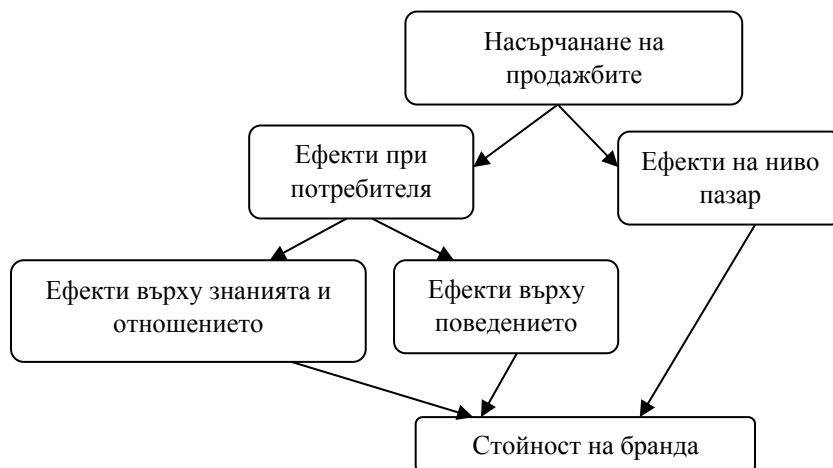 Насърчанане на
продажбите
Ефекти при
потребителя
Ефекти на ниво
пазар
Ефекти върху знанията и
отношението
Ефекти върху
поведението
Стойност на бранда